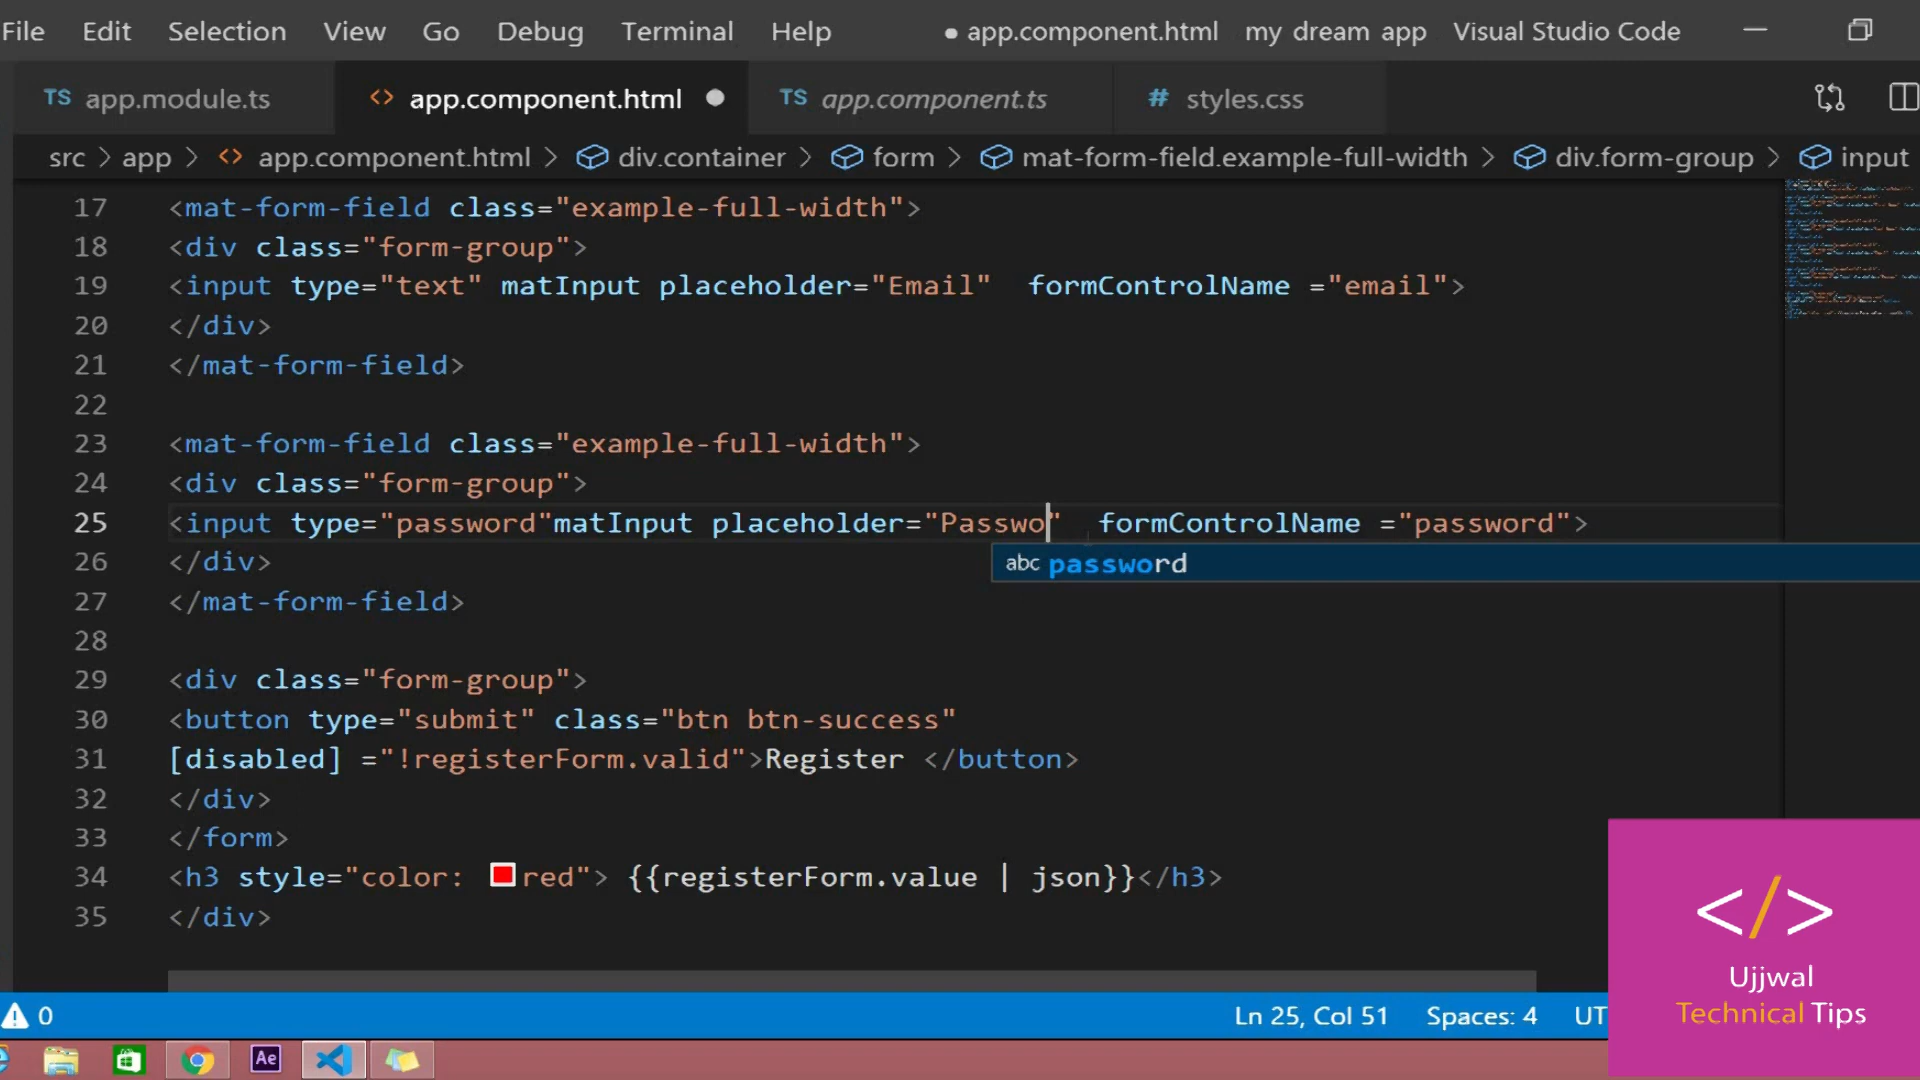 File Edit Selection View Go Debug Terminal Help ● app.component.html my dream app Visual Studio Code
TS app.module.ts <> app.component.html ● TS app.component.ts # styles.css
src > app > <> app.component.html > div.container > form > mat-form-field.example-full-width > div.form-group > input
17 <mat-form-field class="example-full-width">
18 <div class="form-group">
19 <input type="text" matInput placeholder="Email"  formControlName ="email">
20 </div>
21 </mat-form-field>
22
23 <mat-form-field class="example-full-width">
24 <div class="form-group">
25 <input type="password"matInput placeholder="Passwo"  formControlName ="password">
abc password
26 </div>
27 </mat-form-field>
28
29 <div class="form-group">
30 <button type="submit" class="btn btn-success"
31 [disabled] ="!registerForm.valid">Register </button>
32 </div>
33 </form>
34 <h3 style="color: red"> {{registerForm.value | json}}</h3>
35 </div>
</>
Ujjwal
Technical Tips
0 Ln 25, Col 51 Spaces: 4 UT
Ae